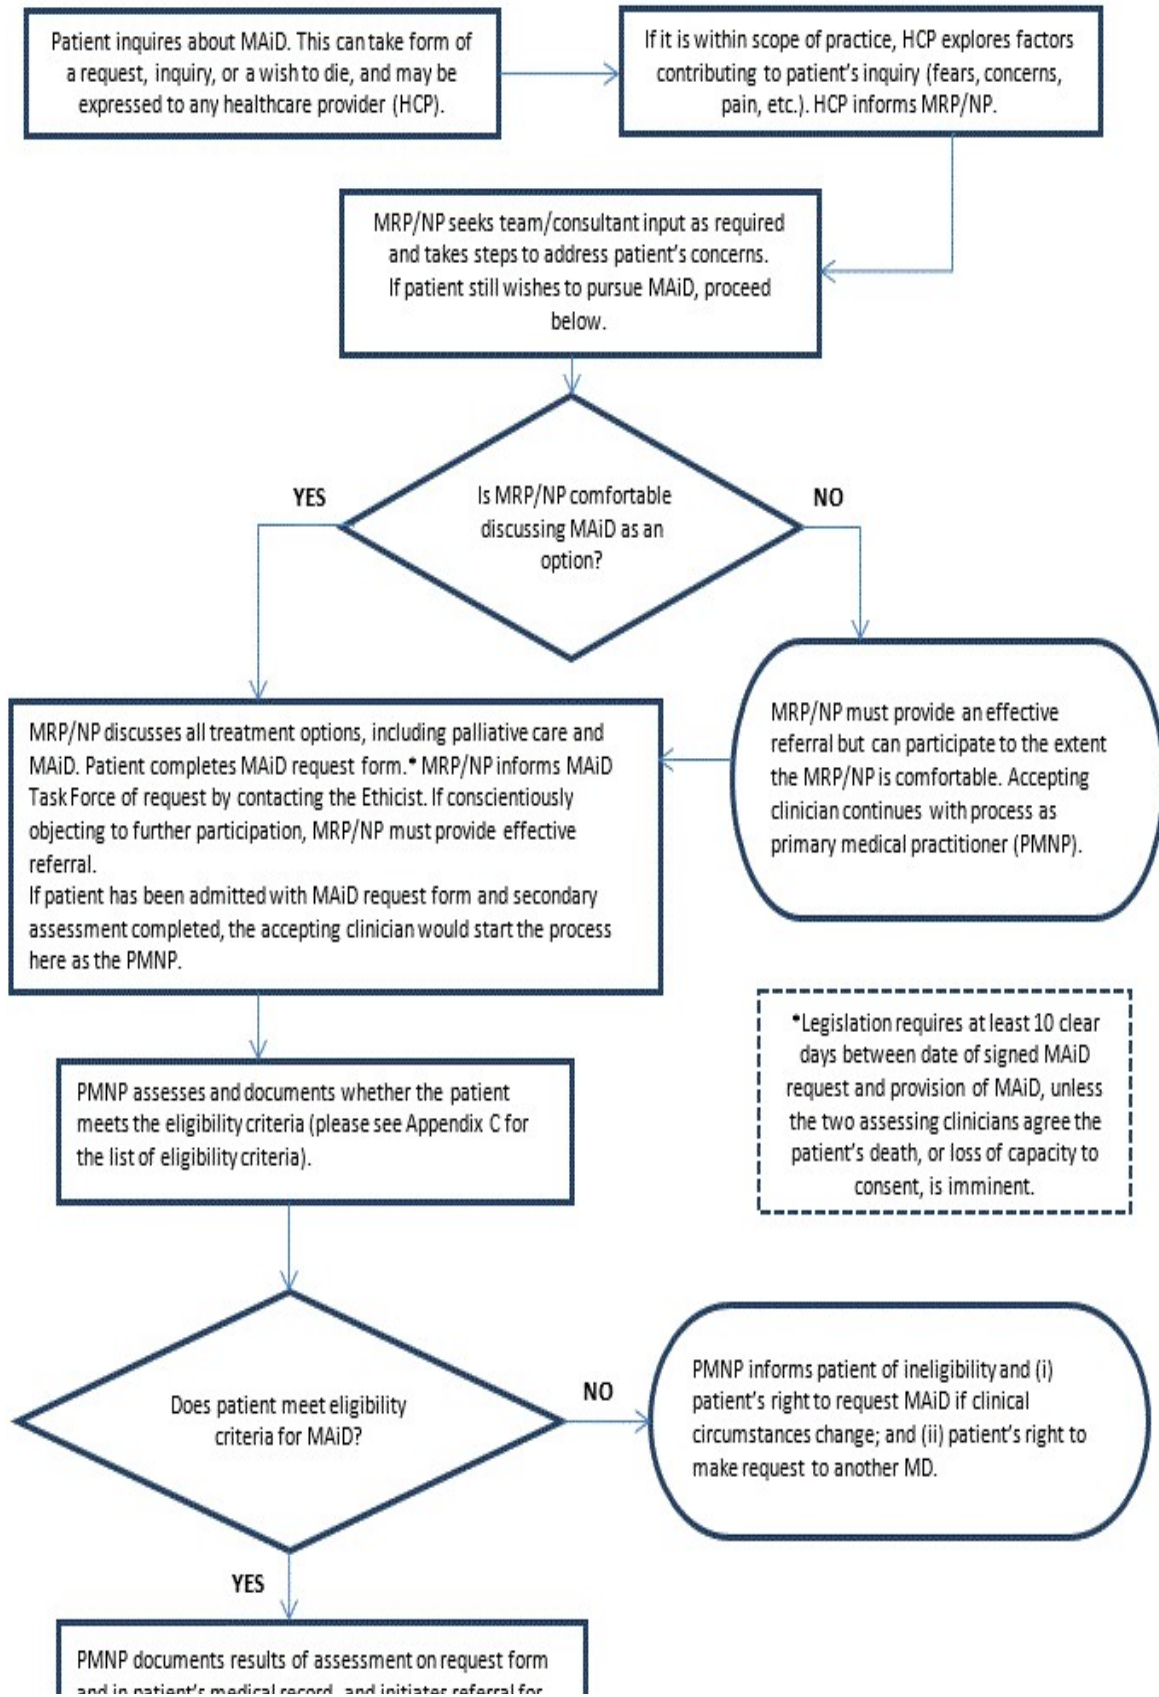 Patient inquires about MAiD. This can take form of
a request, inquiry, or a wish to die, and may be
expressed to any healthcare provider (HCP).
If it is within scope of practice, HCP explores factors
contributing to patient's inquiry (fears, concerns,
pain, etc.). HCP informs MRP/NP.
MRP/NP seeks team/consultant input as required
and takes steps to address patient's concerns.
If patient still wishes to pursue MAiD, proceed
below.
YES
Is MRP/NP comfortable
discussing MAiD as an
option?
NO
MRP/NP discusses all treatment options, including palliative care and
MAiD. Patient completes MAiD request form.* MRP/NP informs MAiD
Task Force of request by contacting the Ethicist. If conscientiously
objecting to further participation, MRP/NP must provide effective
referral.
If patient has been admitted with MAiD request form and secondary
assessment completed, the accepting clinician would start the process
here as the PMNP.
MRP/NP must provide an effective
referral but can participate to the extent
the MRP/NP is comfortable. Accepting
clinician continues with process as
primary medical practitioner (PMNP).
*Legislation requires at least 10 clear
days between date of signed MAiD
request and provision of MAiD, unless
the two assessing clinicians agree the
patient's death, or loss of capacity to
consent, is imminent.
PMNP assesses and documents whether the patient
meets the eligibility criteria (please see Appendix C for
the list of eligibility criteria).
Does patient meet eligibility
criteria for MAiD?
NO
PMNP informs patient of ineligibility and (i)
patient's right to request MAiD if clinical
circumstances change; and (ii) patient's right to
make request to another MD.
YES
PMNP documents results of assessment on request form
and in patient's medical record, and initiates referral for